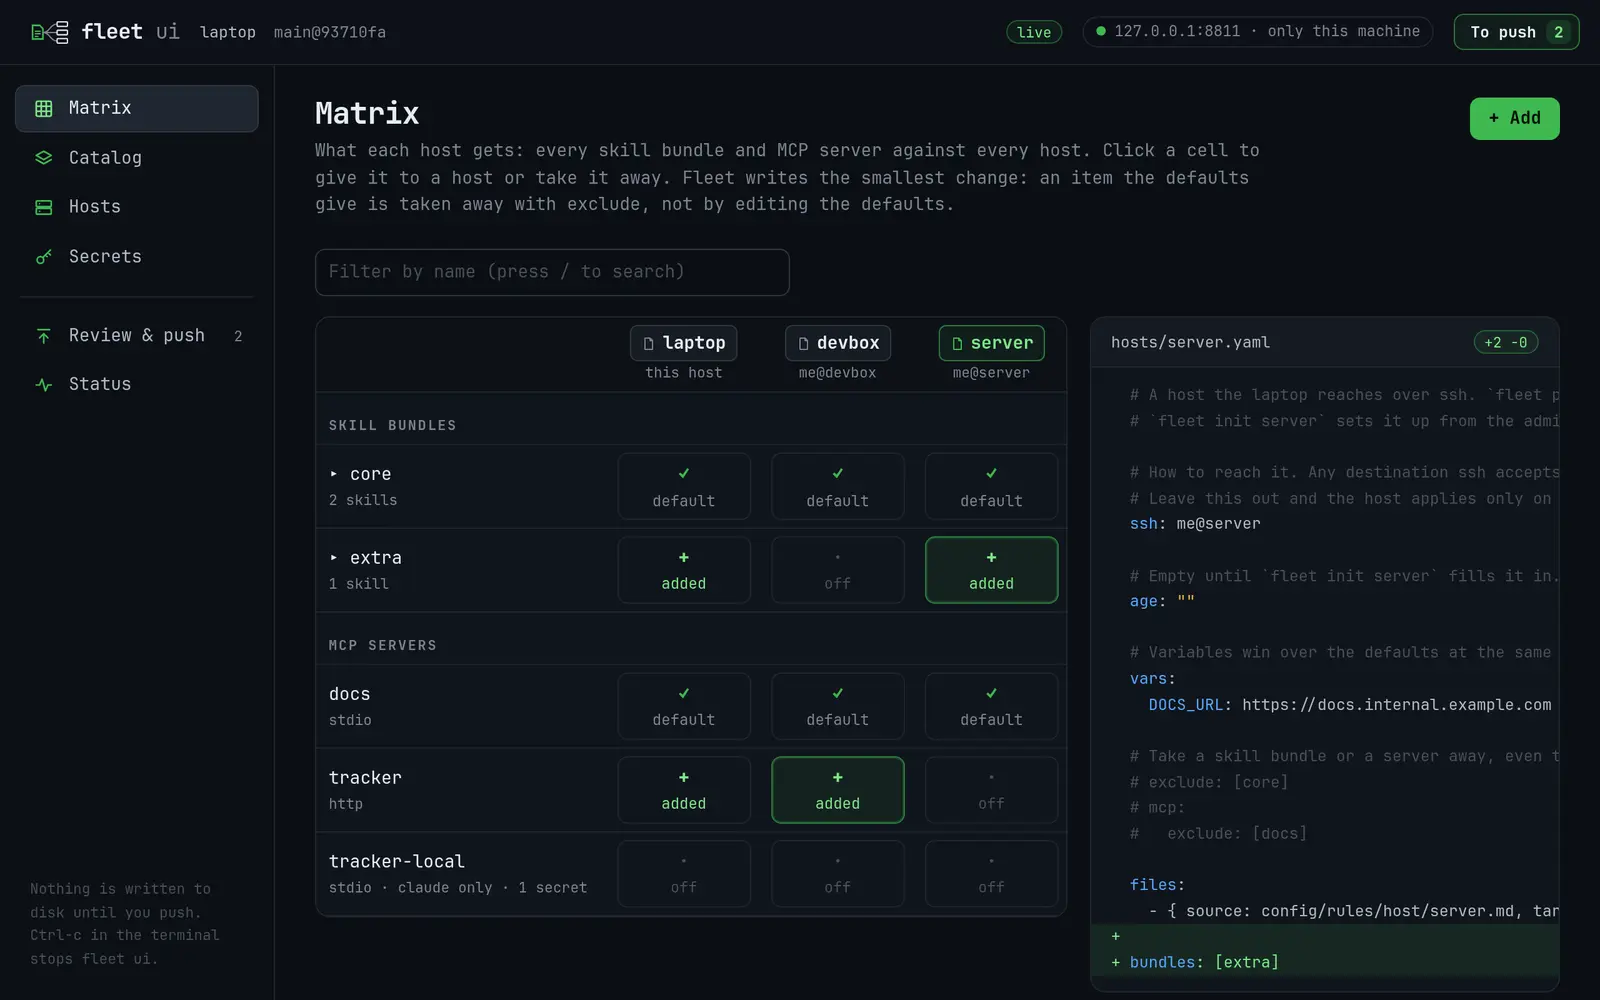 fleet ui laptop main@93710fa
live
127.0.0.1:8811 · only this machine
To push 2
Matrix
Catalog
Hosts
Secrets
Review & push 2
Status
Nothing is written to
disk until you push.
Ctrl-c in the terminal
stops fleet ui.
Matrix
+ Add
What each host gets: every skill bundle and MCP server against every host. Click a cell to
give it to a host or take it away. Fleet writes the smallest change: an item the defaults
give is taken away with exclude, not by editing the defaults.
Filter by name (press / to search)
laptop devbox server
this host me@devbox me@server
SKILL BUNDLES
▸ core
2 skills
✓ ✓ ✓
default default default
▸ extra
1 skill
+ · +
added off added
MCP SERVERS
docs
stdio
✓ ✓ ✓
default default default
tracker
http
+ + ·
added added off
tracker-local
stdio · claude only · 1 secret
· · ·
off off off
hosts/server.yaml +2 -0
# A host the laptop reaches over ssh. `fleet p
# `fleet init server` sets it up from the admi
# How to reach it. Any destination ssh accepts
# Leave this out and the host applies only on
ssh: me@server
# Empty until `fleet init server` fills it in.
age: ""
# Variables win over the defaults at the same
vars:
DOCS_URL: https://docs.internal.example.com
# Take a skill bundle or a server away, even t
# exclude: [core]
# mcp:
#   exclude: [docs]
files:
- { source: config/rules/host/server.md, tar
+
+ bundles: [extra]